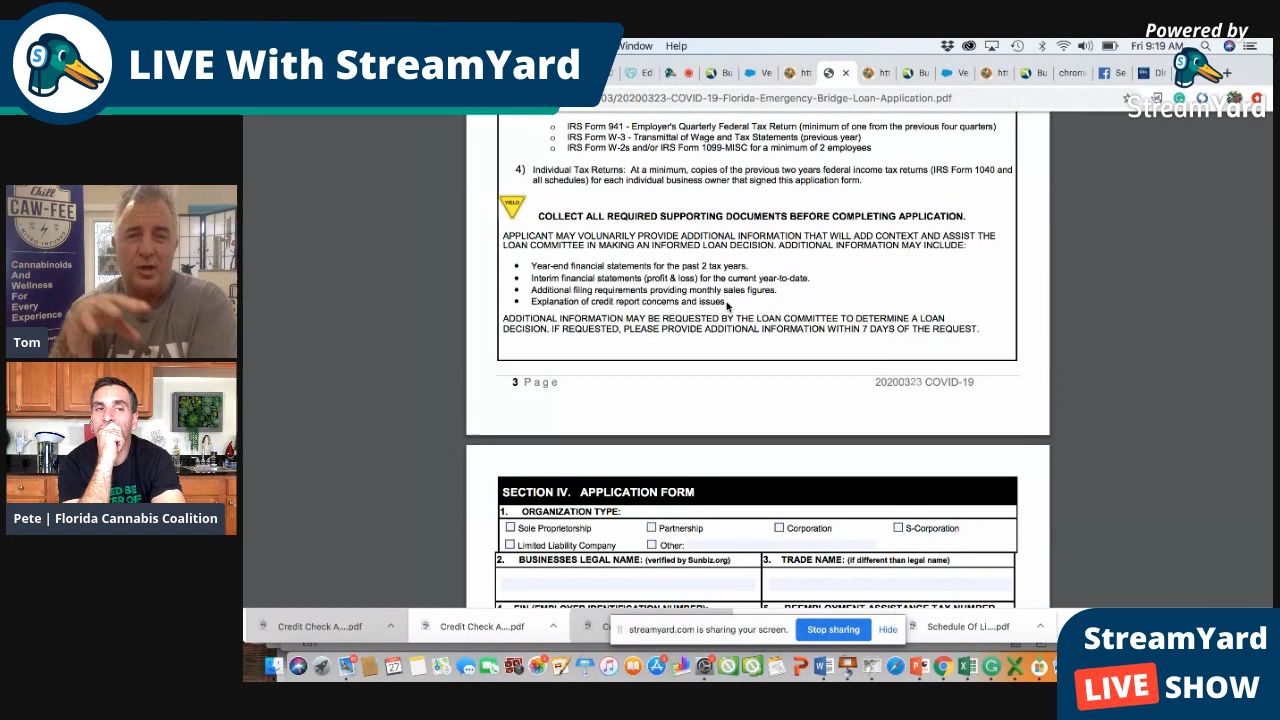 LIVE With StreamYard
Powered by
StreamYard
Window Help
Fri 9:19 AM
03/20200323-COVID-19-Florida-Emergency-Bridge-Loan-Application.pdf
o IRS Form 941 - Employer's Quarterly Federal Tax Return (minimum of one from the previous four quarters)
o IRS Form W-3 - Transmittal of Wage and Tax Statements (previous year)
o IRS Form W-2s and/or IRS Form 1099-MISC for a minimum of 2 employees
4) Individual Tax Returns: At a minimum, copies of the previous two years federal income tax returns (IRS Form 1040 and
all schedules) for each individual business owner that signed this application form.
YIELD
COLLECT ALL REQUIRED SUPPORTING DOCUMENTS BEFORE COMPLETING APPLICATION.
APPLICANT MAY VOLUNARILY PROVIDE ADDITIONAL INFORMATION THAT WILL ADD CONTEXT AND ASSIST THE
LOAN COMMITTEE IN MAKING AN INFORMED LOAN DECISION. ADDITIONAL INFORMATION MAY INCLUDE:
• Year-end financial statements for the past 2 tax years.
• Interim financial statements (profit & loss) for the current year-to-date.
• Additional filing requirements providing monthly sales figures.
• Explanation of credit report concerns and issues.
ADDITIONAL INFORMATION MAY BE REQUESTED BY THE LOAN COMMITTEE TO DETERMINE A LOAN
DECISION. IF REQUESTED, PLEASE PROVIDE ADDITIONAL INFORMATION WITHIN 7 DAYS OF THE REQUEST.
3 Page
20200323 COVID-19
SECTION IV. APPLICATION FORM
1. ORGANIZATION TYPE:
Sole Proprietorship Partnership Corporation S-Corporation
Limited Liability Company Other:
2. BUSINESSES LEGAL NAME: (verified by Sunbiz.org) 3. TRADE NAME: (if different than legal name)
Chill
CAW-FEE
Cannabinoids
And
Wellness
For
Every
Experience
Tom
Pete | Florida Cannabis Coalition
Credit Check A....pdf
Credit Check A....pdf
streamyard.com is sharing your screen.
Stop sharing
Hide
Schedule Of Li....pdf
StreamYard
LIVE SHOW